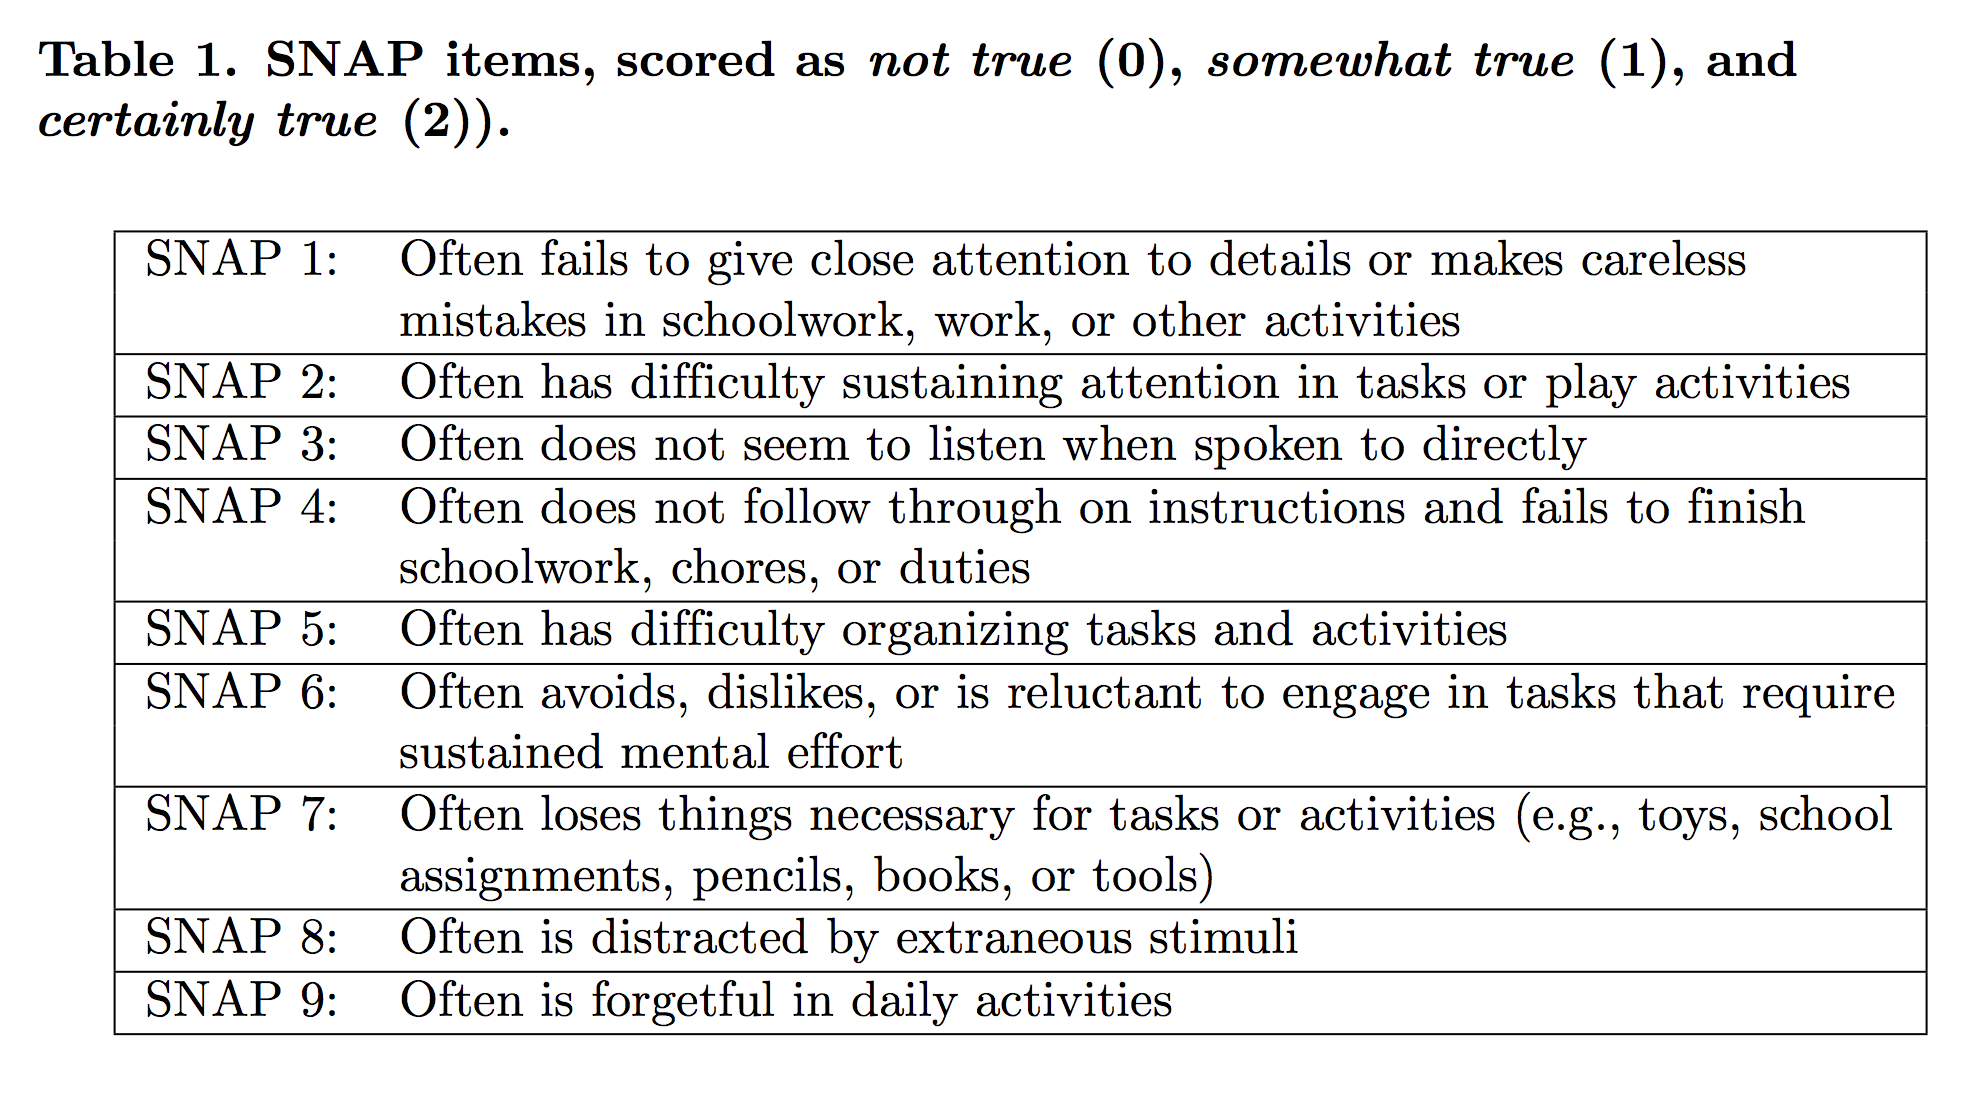 Table 1. SNAP items, scored as not true (0), somewhat true (1), and
certainly true (2)).
SNAP 1: Often fails to give close attention to details or makes careless
mistakes in schoolwork, work, or other activities
SNAP 2: Often has difficulty sustaining attention in tasks or play activities
SNAP 3: Often does not seem to listen when spoken to directly
SNAP 4: Often does not follow through on instructions and fails to finish
schoolwork, chores, or duties
SNAP 5: Often has difficulty organizing tasks and activities
SNAP 6: Often avoids, dislikes, or is reluctant to engage in tasks that require
sustained mental effort
SNAP 7: Often loses things necessary for tasks or activities (e.g., toys, school
assignments, pencils, books, or tools)
SNAP 8: Often is distracted by extraneous stimuli
SNAP 9: Often is forgetful in daily activities